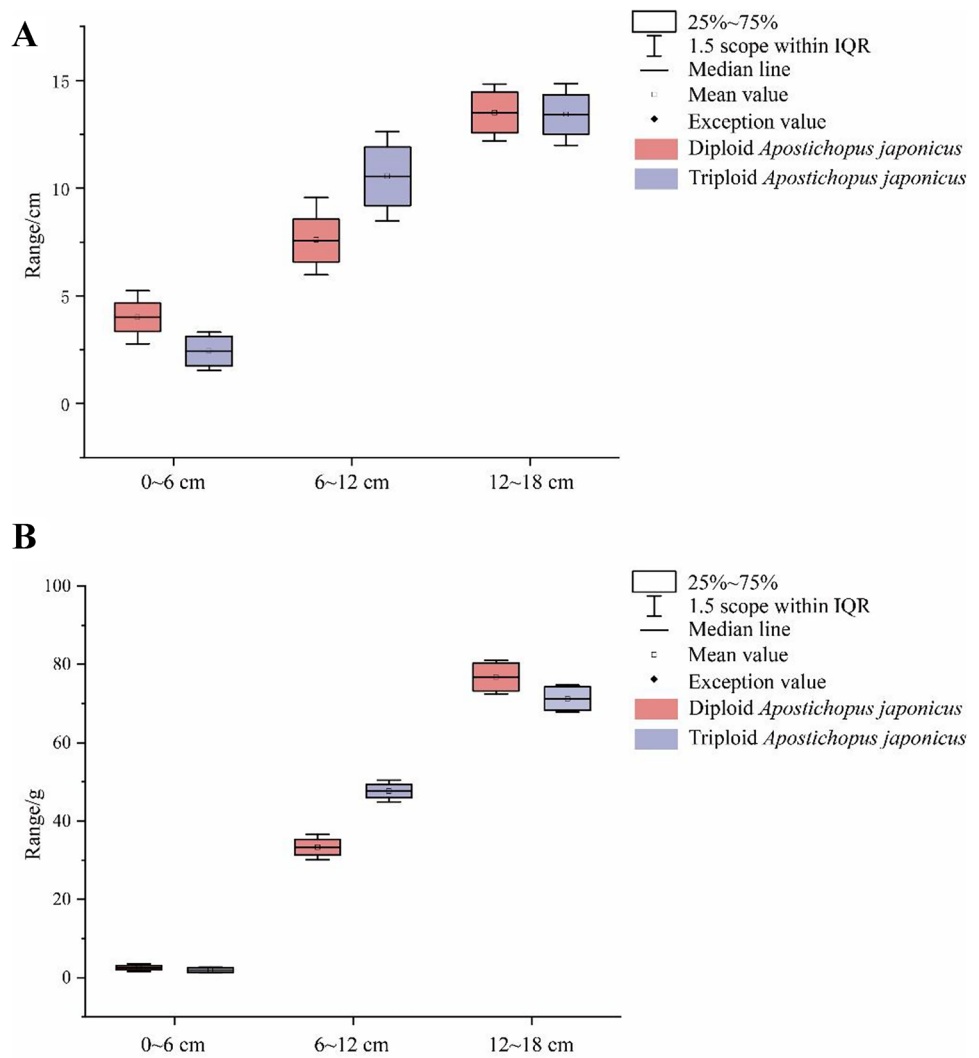 A
25%~75%
1.5 scope within IQR
Median line
Mean value
Exception value
Diploid Apostichopus japonicus
Triploid Apostichopus japonicus
Range/cm
15
10
5
0
0~6 cm
6~12 cm
12~18 cm
B
25%~75%
1.5 scope within IQR
Median line
Mean value
Exception value
Diploid Apostichopus japonicus
Triploid Apostichopus japonicus
Range/g
100
80
60
40
20
0
0~6 cm
6~12 cm
12~18 cm